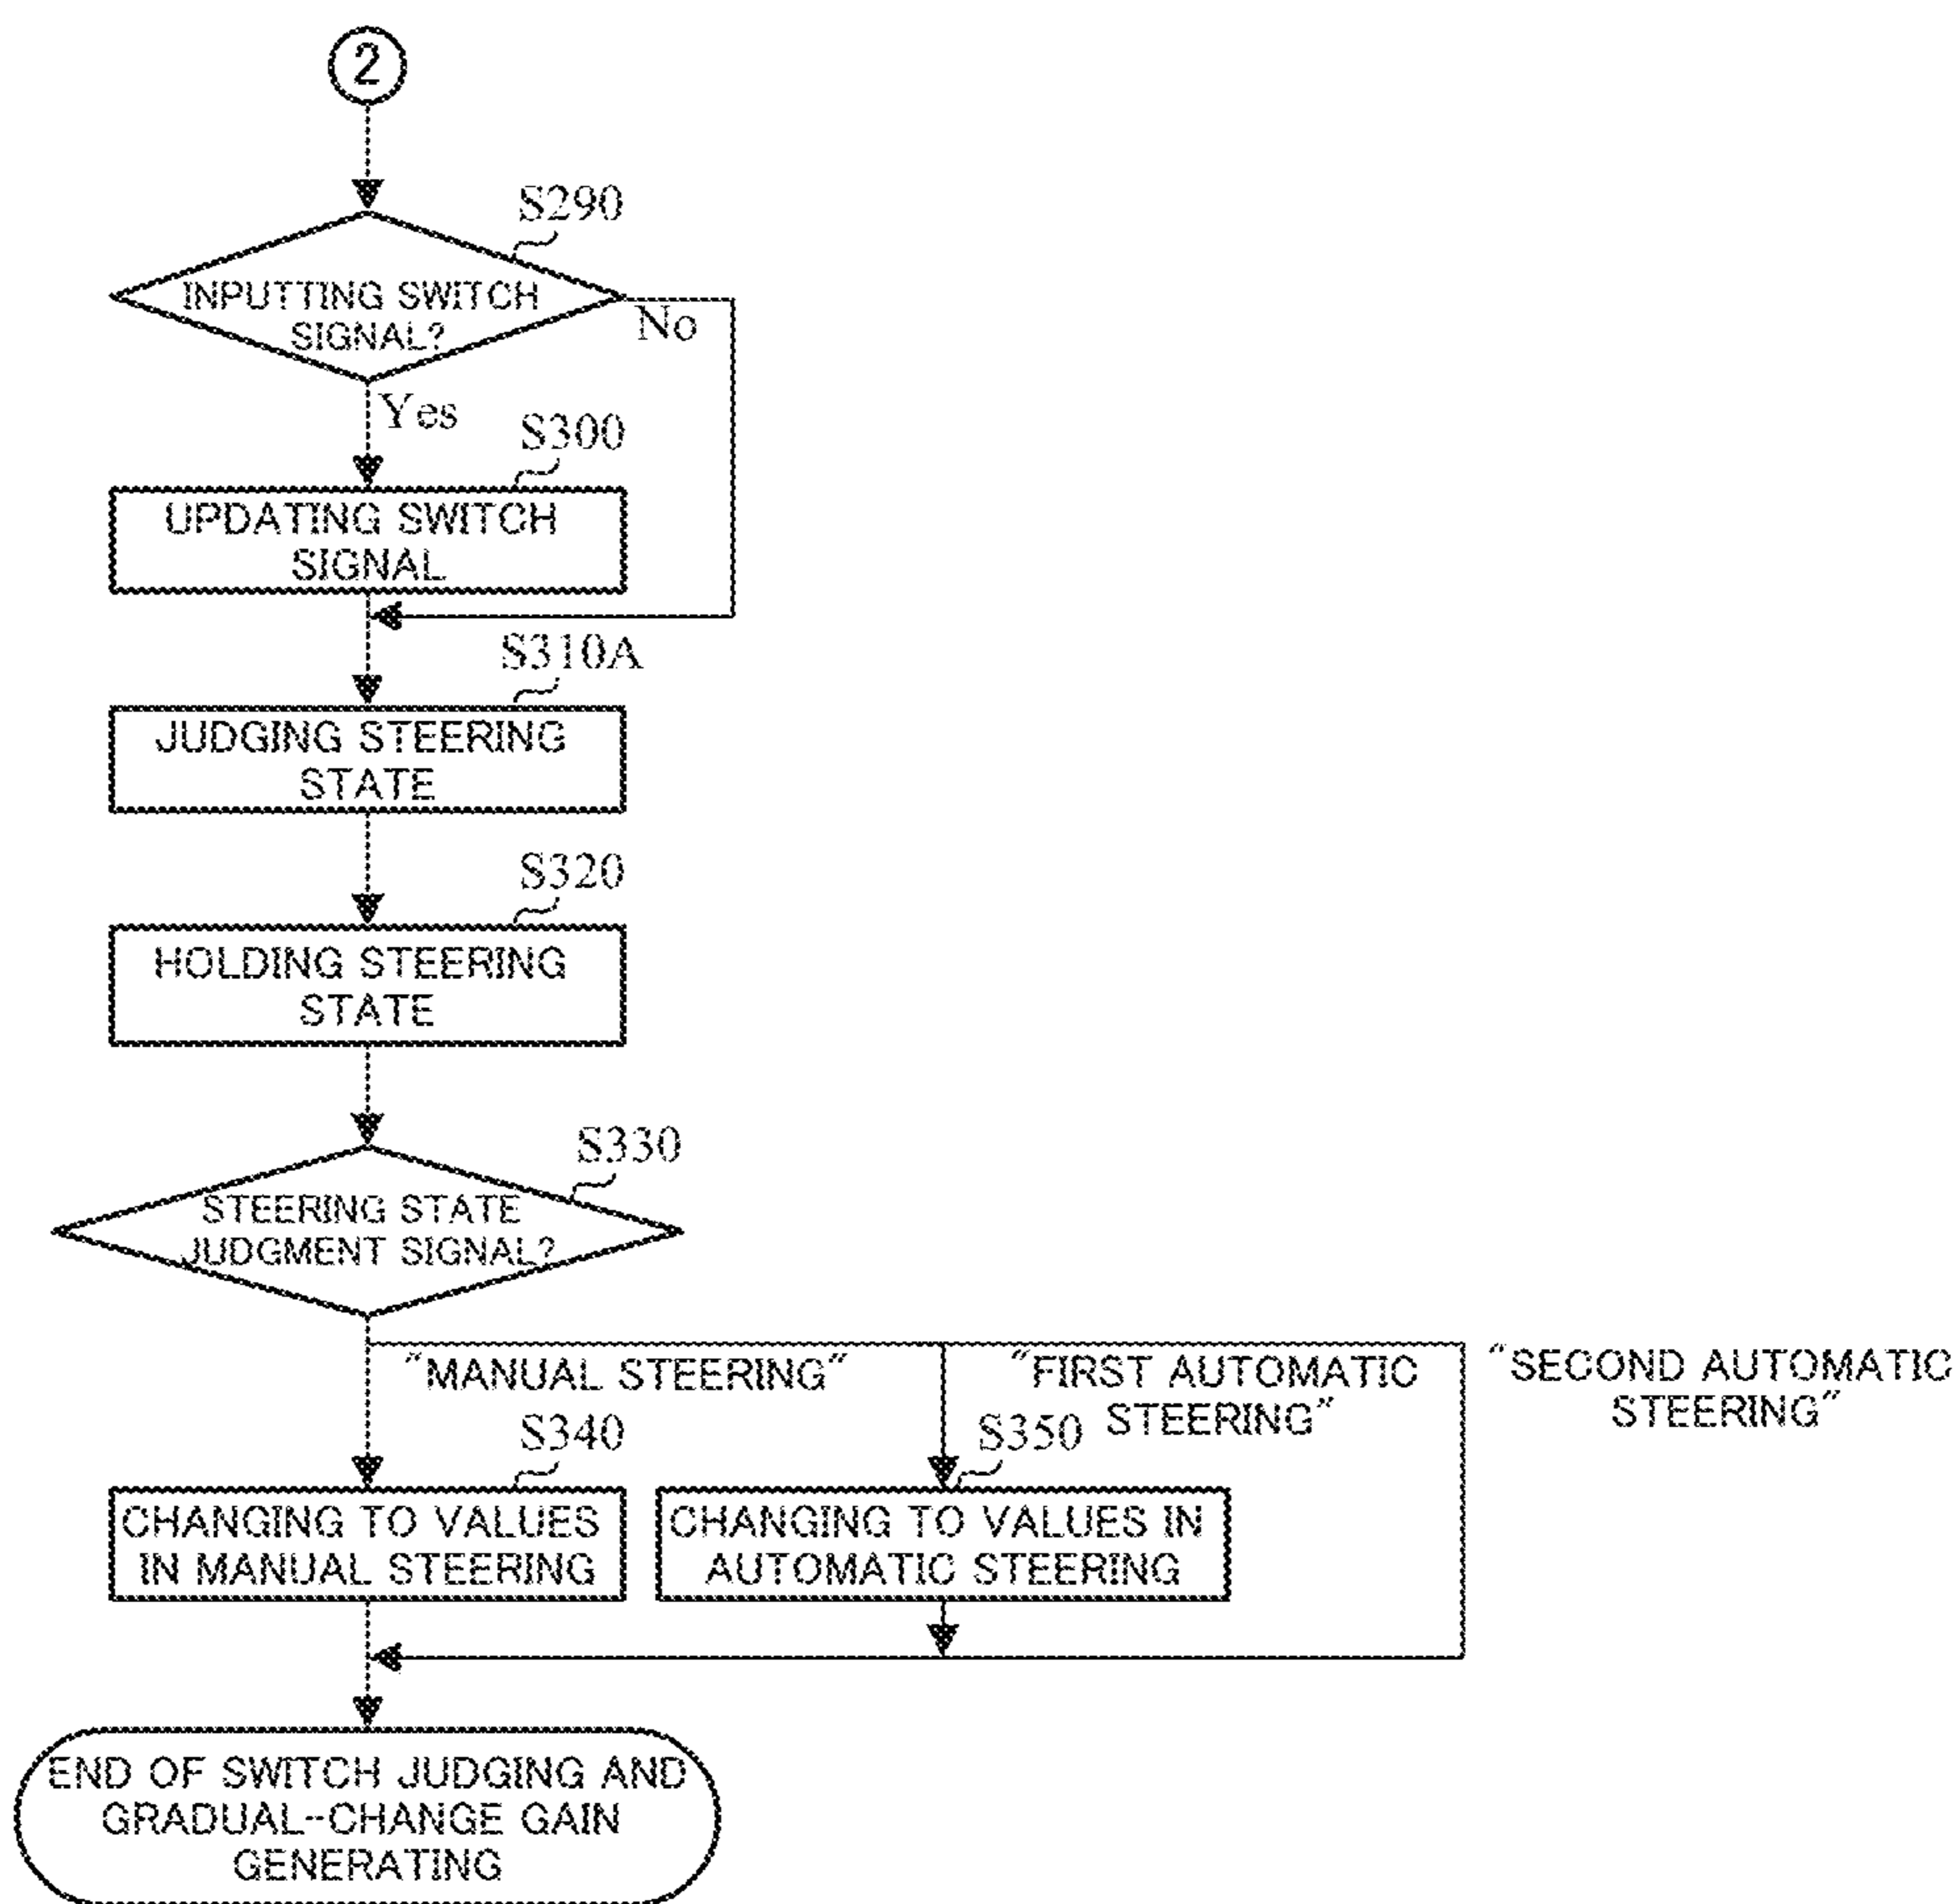 2
S290
INPUTTING SWITCH
SIGNAL?
No
Yes
S300
UPDATING SWITCH
SIGNAL
S310A
JUDGING STEERING
STATE
S320
HOLDING STEERING
STATE
S330
STEERING STATE
JUDGMENT SIGNAL?
"MANUAL STEERING"
"FIRST AUTOMATIC
STEERING"
"SECOND AUTOMATIC
STEERING"
S340
CHANGING TO VALUES
IN MANUAL STEERING
S350
CHANGING TO VALUES IN
AUTOMATIC STEERING
END OF SWITCH JUDGING AND
GRADUAL-CHANGE GAIN
GENERATING